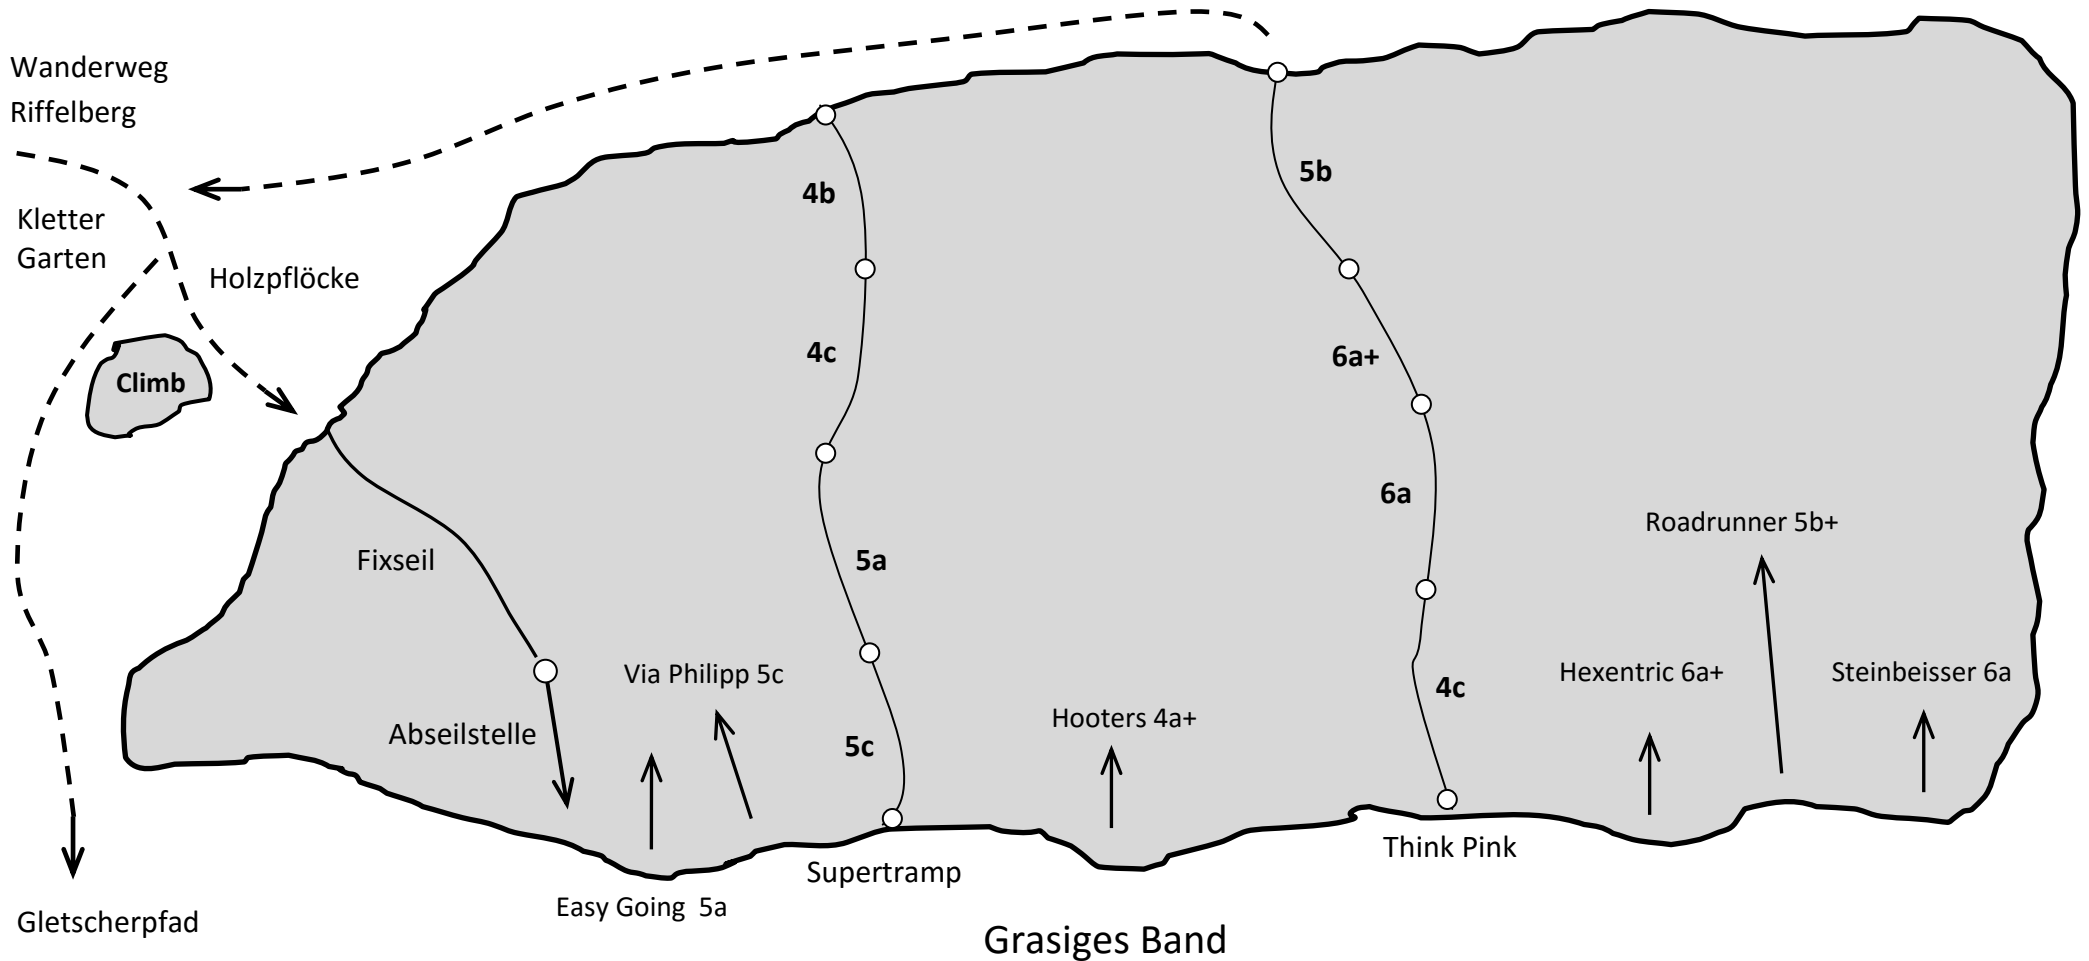 Wanderweg
Riffelberg
Kletter
Garten
Holzpflöcke
Climb
4b
5b
4c
6a+
6a
Fixseil
5a
Roadrunner 5b+
Via Philipp 5c
Hexentric 6a+
Steinbeisser 6a
4c
Hooters 4a+
Abseilstelle
5c
Think Pink
Supertramp
Easy Going  5a
Gletscherpfad
Grasiges Band